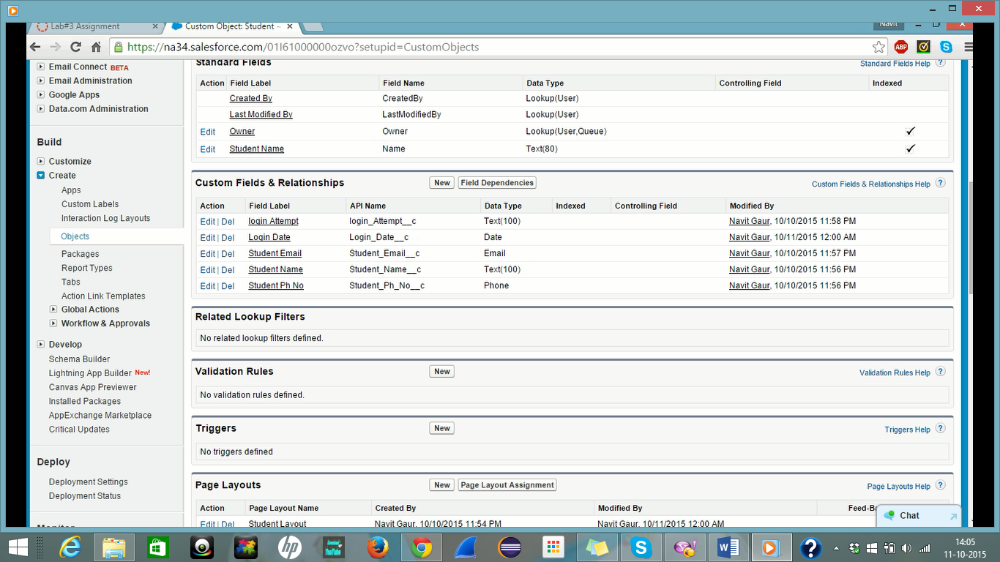 Lab#3 Assignment
Custom Object: Student ~
Navit
https://na34.salesforce.com/01I61000000ozvo?setupid=CustomObjects
ABP
Email Connect BETA
Email Administration
Google Apps
Data.com Administration
Build
Customize
Create
Apps
Custom Labels
Interaction Log Layouts
Objects
Packages
Report Types
Tabs
Action Link Templates
Global Actions
Workflow & Approvals
Develop
Schema Builder
Lightning App Builder New!
Canvas App Previewer
Installed Packages
AppExchange Marketplace
Critical Updates
Deploy
Deployment Settings
Deployment Status
Monitor
Standard Fields
Standard Fields Help ?
Action Field Label Field Name Data Type Controlling Field Indexed
Created By CreatedBy Lookup(User)
Last Modified By LastModifiedBy Lookup(User)
Edit Owner Owner Lookup(User,Queue) ✓
Edit Student Name Name Text(80) ✓
Custom Fields & Relationships New Field Dependencies Custom Fields & Relationships Help ?
Action Field Label API Name Data Type Indexed Controlling Field Modified By
Edit | Del login Attempt login_Attempt__c Text(100) Navit Gaur, 10/10/2015 11:58 PM
Edit | Del Login Date Login_Date__c Date Navit Gaur, 10/11/2015 12:00 AM
Edit | Del Student Email Student_Email__c Email Navit Gaur, 10/10/2015 11:57 PM
Edit | Del Student Name Student_Name__c Text(100) Navit Gaur, 10/10/2015 11:56 PM
Edit | Del Student Ph No Student_Ph_No__c Phone Navit Gaur, 10/10/2015 11:56 PM
Related Lookup Filters
No related lookup filters defined.
Validation Rules New Validation Rules Help ?
No validation rules defined.
Triggers New Triggers Help ?
No triggers defined
Page Layouts New Page Layout Assignment Page Layouts Help ?
Action Page Layout Name Created By Modified By Feed-Ba
Edit | Del Student Layout Navit Gaur, 10/10/2015 11:54 PM Navit Gaur, 10/11/2015 12:00 AM
Chat
hp
14:05
11-10-2015